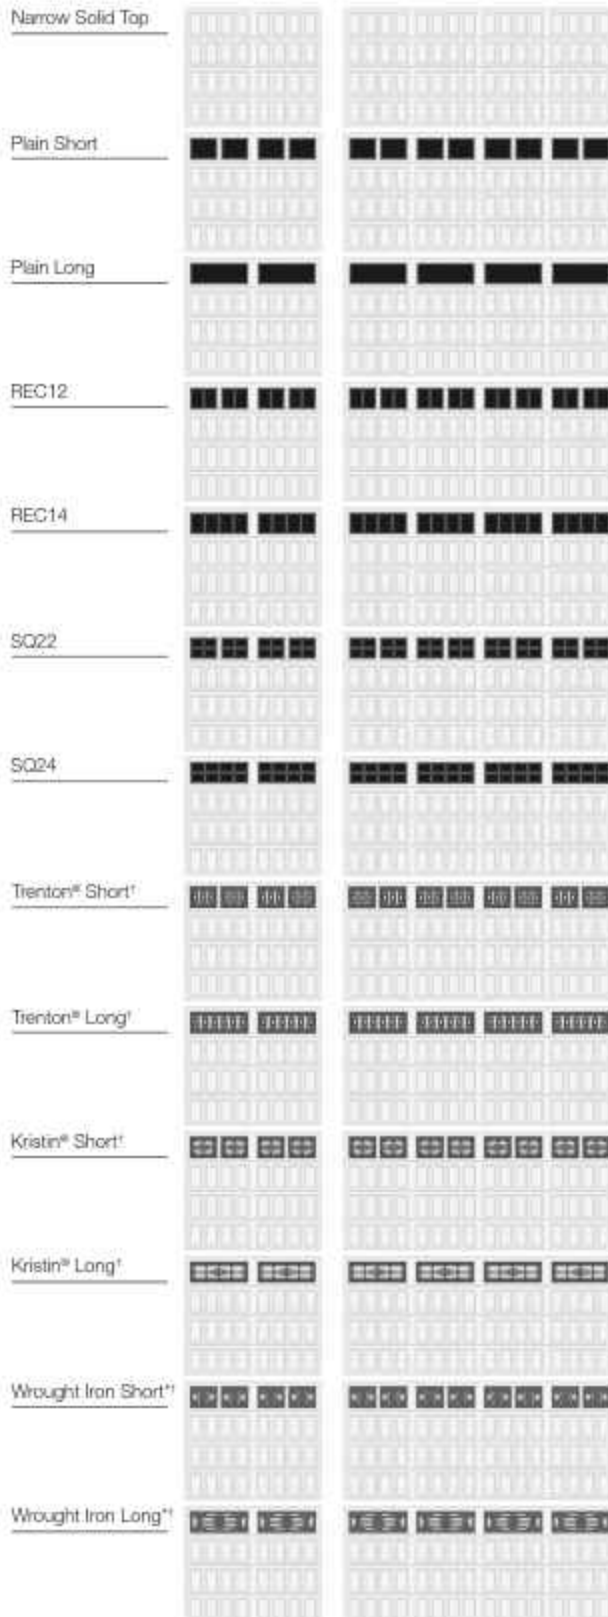 Narrow Solid Top
Plain Short
Plain Long
REC12
REC14
SQ22
SQ24
Trenton® Short†
Trenton® Long†
Kristin® Short†
Kristin® Long†
Wrought Iron Short*†
Wrought Iron Long*†